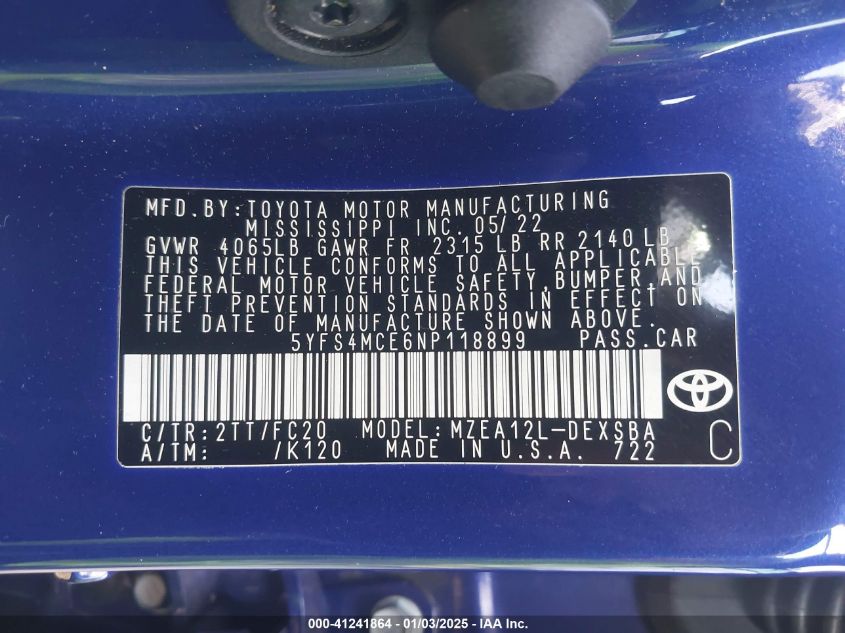 MFD. BY: TOYOTA MOTOR MANUFACTURING
MISSISSIPPI INC. 05/22
GVWR 4065LB GAWR FR 2315 LB RR 2140 LB
THIS VEHICLE CONFORMS TO ALL APPLICABLE
FEDERAL MOTOR VEHICLE SAFETY, BUMPER, AND
THEFT PREVENTION STANDARDS IN EFFECT ON
THE DATE OF MANUFACTURE SHOWN ABOVE.
5YFS4MCE6NP118899 PASS. CAR
C/TR: 2TT/FC20 MODEL: MZEA12L-DEXSBA
A/TM: /K120 MADE IN U.S.A. 722 C
000-41241864 - 01/03/2025 - IAA Inc.